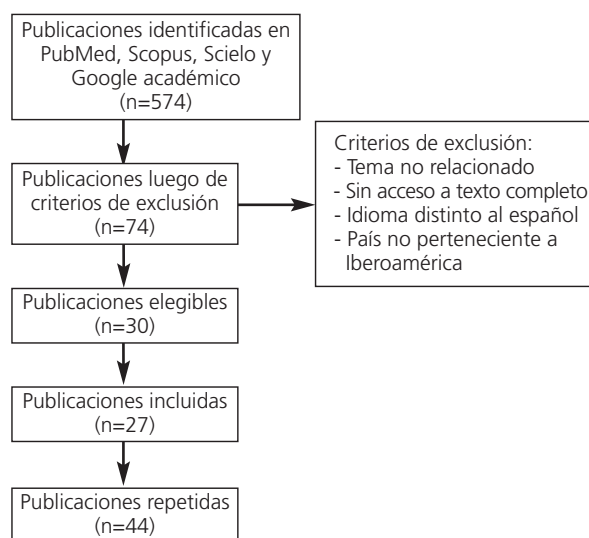 Publicaciones identificadas en
PubMed, Scopus, Scielo y
Google académico
(n=574)
Publicaciones luego de
criterios de exclusión
(n=74)
Criterios de exclusión:
- Tema no relacionado
- Sin acceso a texto completo
- Idioma distinto al español
- País no perteneciente a
Iberoamérica
Publicaciones elegibles
(n=30)
Publicaciones incluidas
(n=27)
Publicaciones repetidas
(n=44)